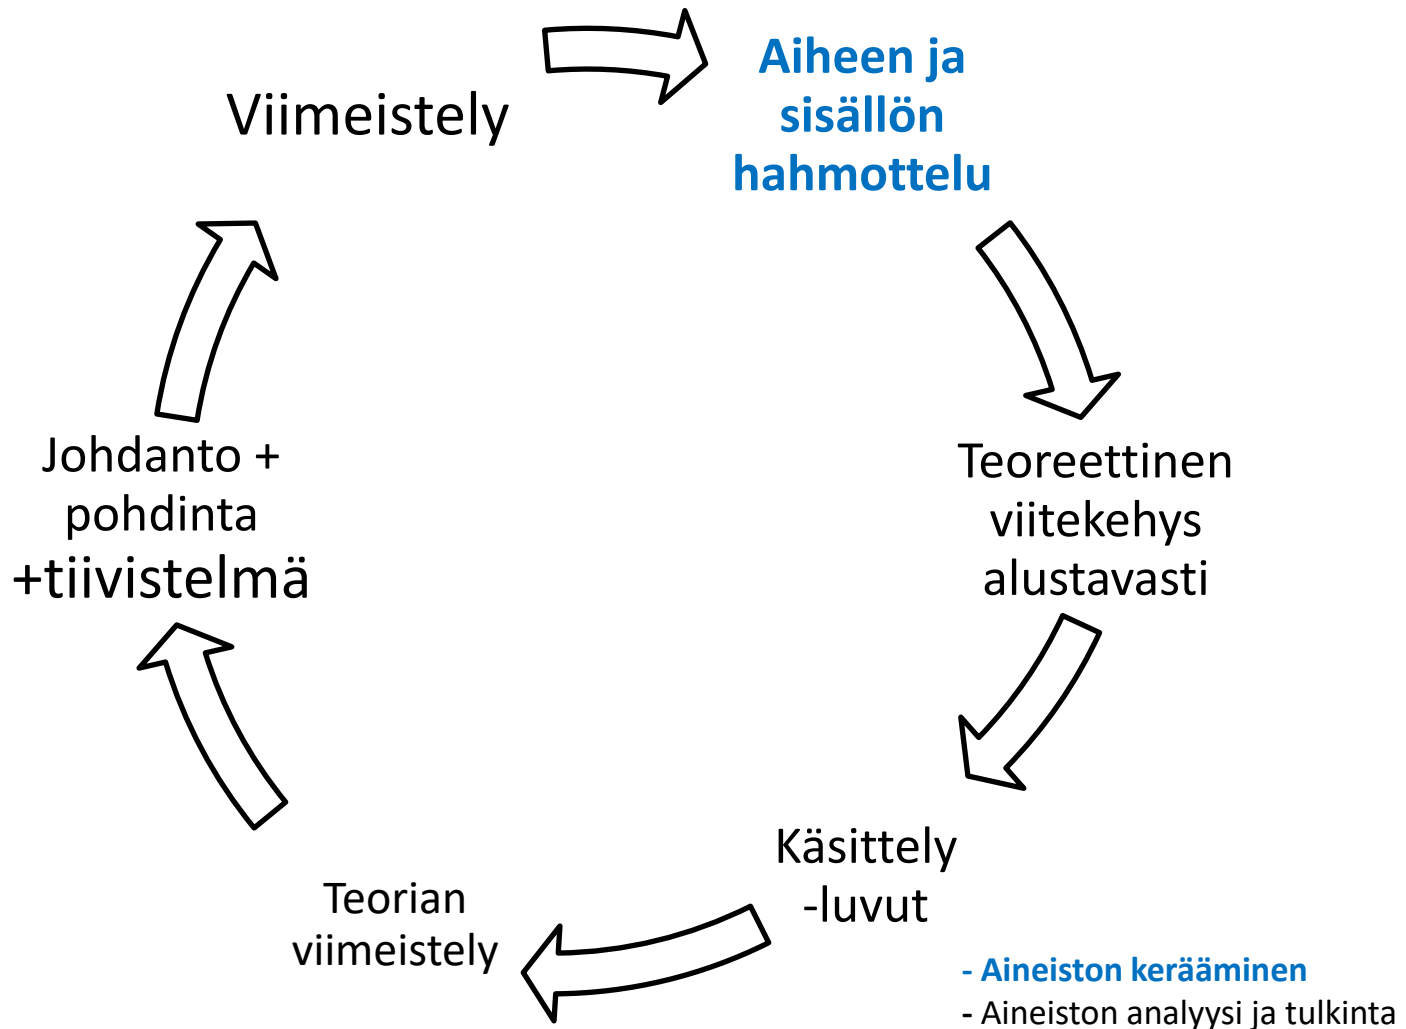 Viimeistely
Aiheen ja
sisällön
hahmottelu
Teoreettinen
viitekehys
alustavasti
Käsittely
-luvut
- Aineiston kerääminen
- Aineiston analyysi ja tulkinta
Teorian
viimeistely
Johdanto +
pohdinta
+tiivistelmä